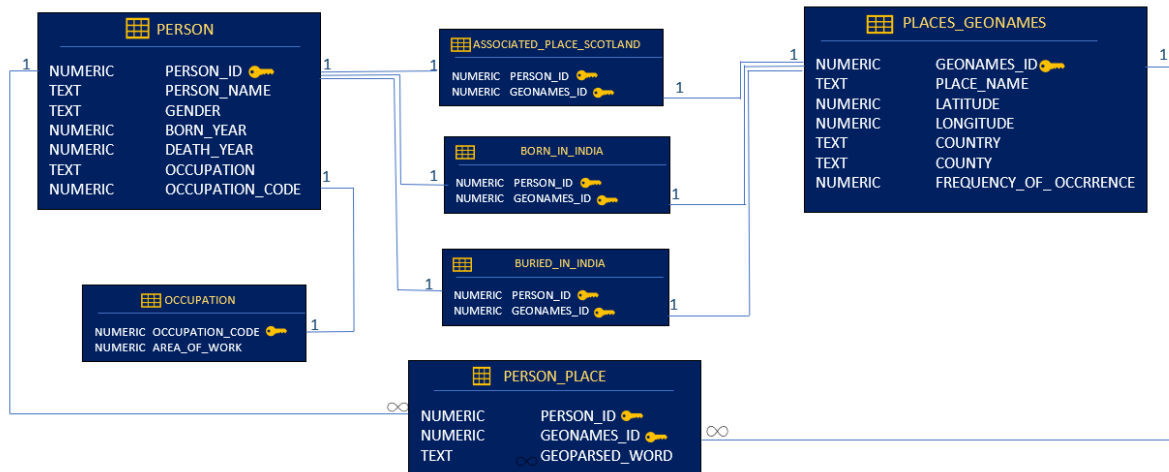 PERSON
NUMERIC PERSON_ID
TEXT PERSON_NAME
TEXT GENDER
NUMERIC BORN_YEAR
NUMERIC DEATH_YEAR
TEXT OCCUPATION
NUMERIC OCCUPATION_CODE
1
1
1
ASSOCIATED_PLACE_SCOTLAND
NUMERIC PERSON_ID
NUMERIC GEONAMES_ID
1
1
BORN_IN_INDIA
NUMERIC PERSON_ID
NUMERIC GEONAMES_ID
1
1
BURIED_IN_INDIA
NUMERIC PERSON_ID
NUMERIC GEONAMES_ID
1
1
PLACES_GEONAMES
NUMERIC GEONAMES_ID
TEXT PLACE_NAME
NUMERIC LATITUDE
NUMERIC LONGITUDE
TEXT COUNTRY
TEXT COUNTY
NUMERIC FREQUENCY_OF_ OCCRRENCE
1
1
OCCUPATION
NUMERIC OCCUPATION_CODE
NUMERIC AREA_OF_WORK
1
PERSON_PLACE
NUMERIC PERSON_ID
NUMERIC GEONAMES_ID
TEXT GEOPARSED_WORD
∞
∞
∞